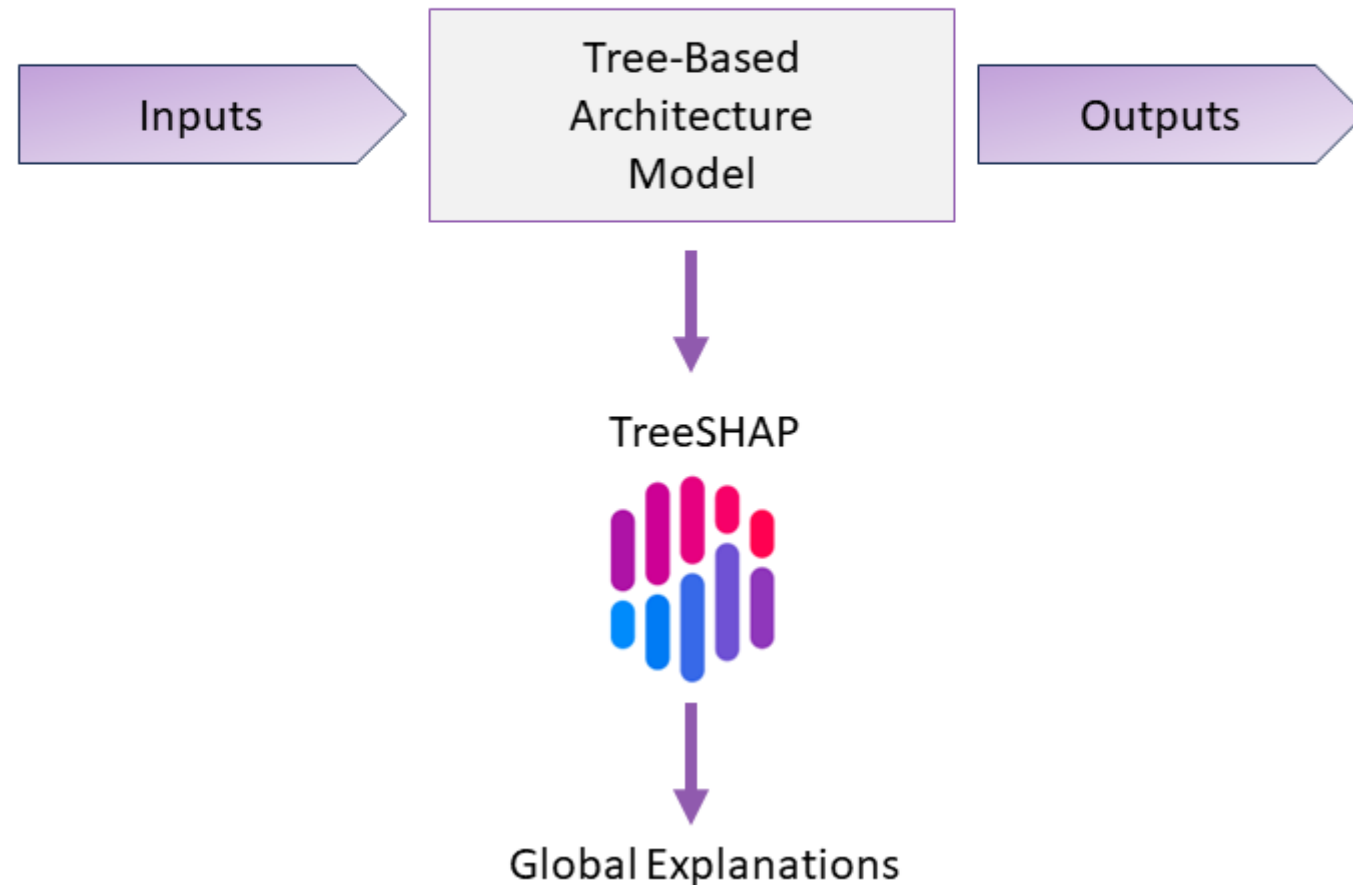 Inputs
Tree-Based
Architecture
Model
Outputs
TreeSHAP
Global Explanations